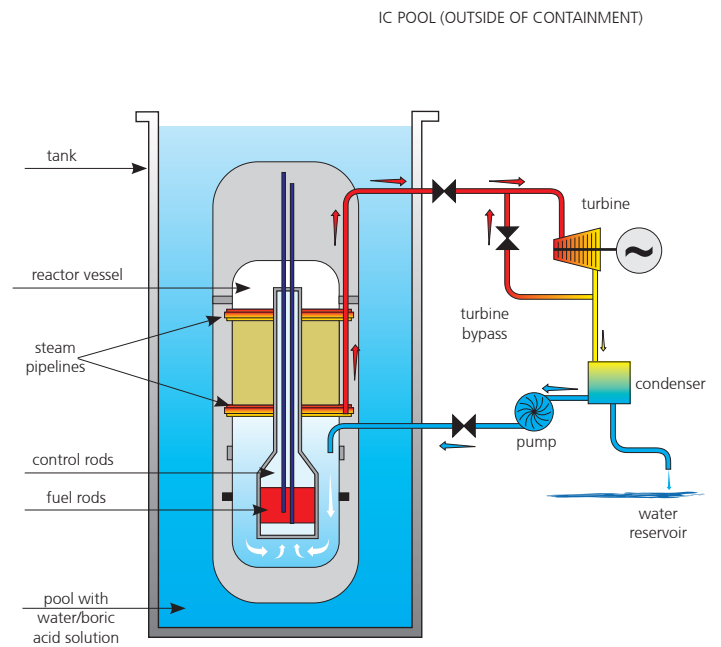 IC POOL (OUTSIDE OF CONTAINMENT)
tank
turbine
reactor vessel
turbine
bypass
steam
pipelines
condenser
pump
control rods
fuel rods
water
reservoir
pool with
water/boric
acid solution
~